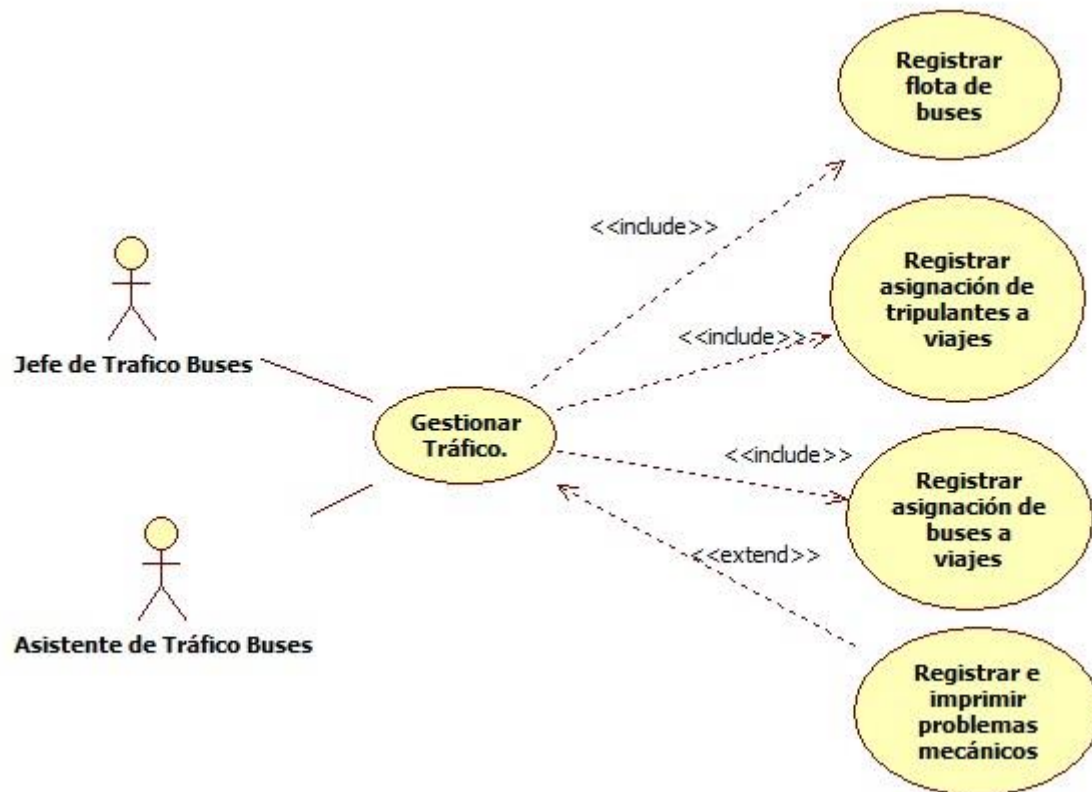 Registrar
flota de
buses
<<include>>
Registrar
asignación de
tripulantes a
viajes
<<include>>
Jefe de Trafico Buses
Gestionar
Tráfico.
<<include>>
Registrar
asignación de
buses a
viajes
<<extend>>
Asistente de Tráfico Buses
Registrar e
imprimir
problemas
mecánicos